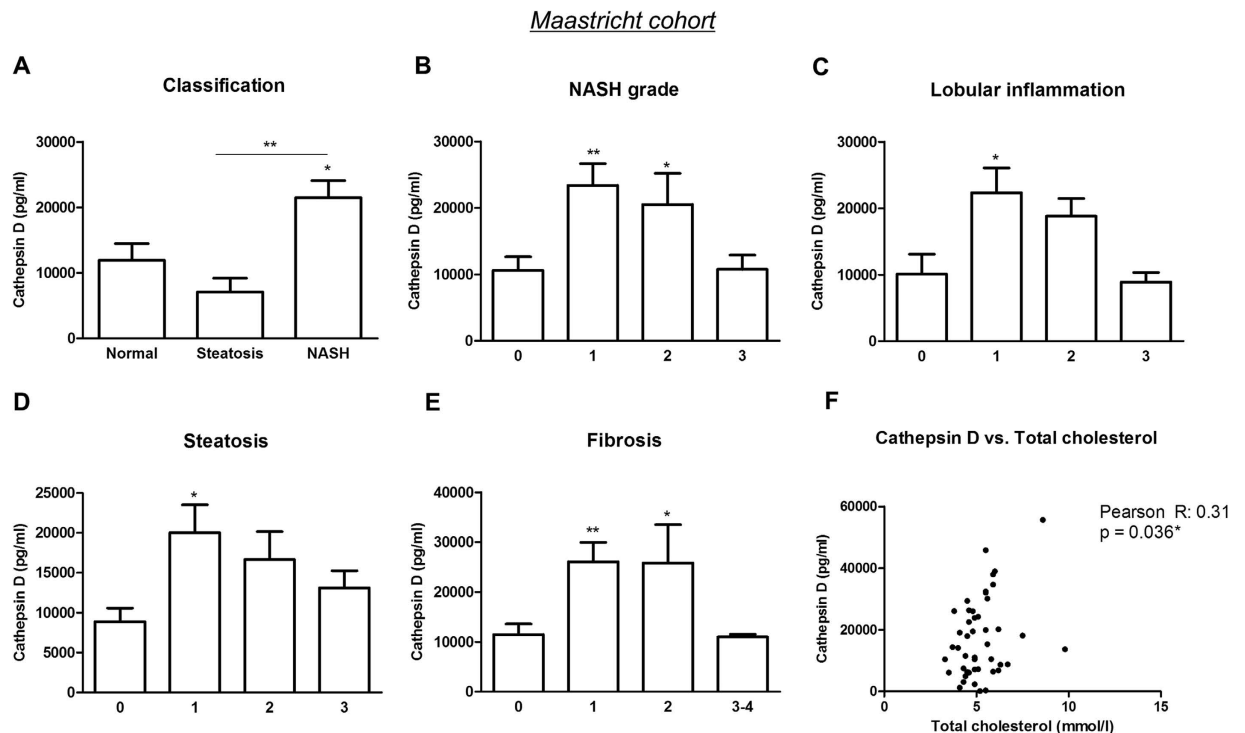 Maastricht cohort
A
Classification
Cathepsin D (pg/ml)
30000
20000
10000
0
**
*
Normal Steatosis NASH
B
NASH grade
Cathepsin D (pg/ml)
30000
20000
10000
0
**
*
0 1 2 3
C
Lobular inflammation
Cathepsin D (pg/ml)
30000
20000
10000
0
*
0 1 2 3
D
Steatosis
Cathepsin D (pg/ml)
25000
20000
15000
10000
5000
0
*
0 1 2 3
E
Fibrosis
Cathepsin D (pg/ml)
40000
30000
20000
10000
0
**
*
0 1 2 3-4
F
Cathepsin D vs. Total cholesterol
Cathepsin D (pg/ml)
60000
40000
20000
0
Pearson R: 0.31
p = 0.036*
0 5 10 15
Total cholesterol (mmol/l)